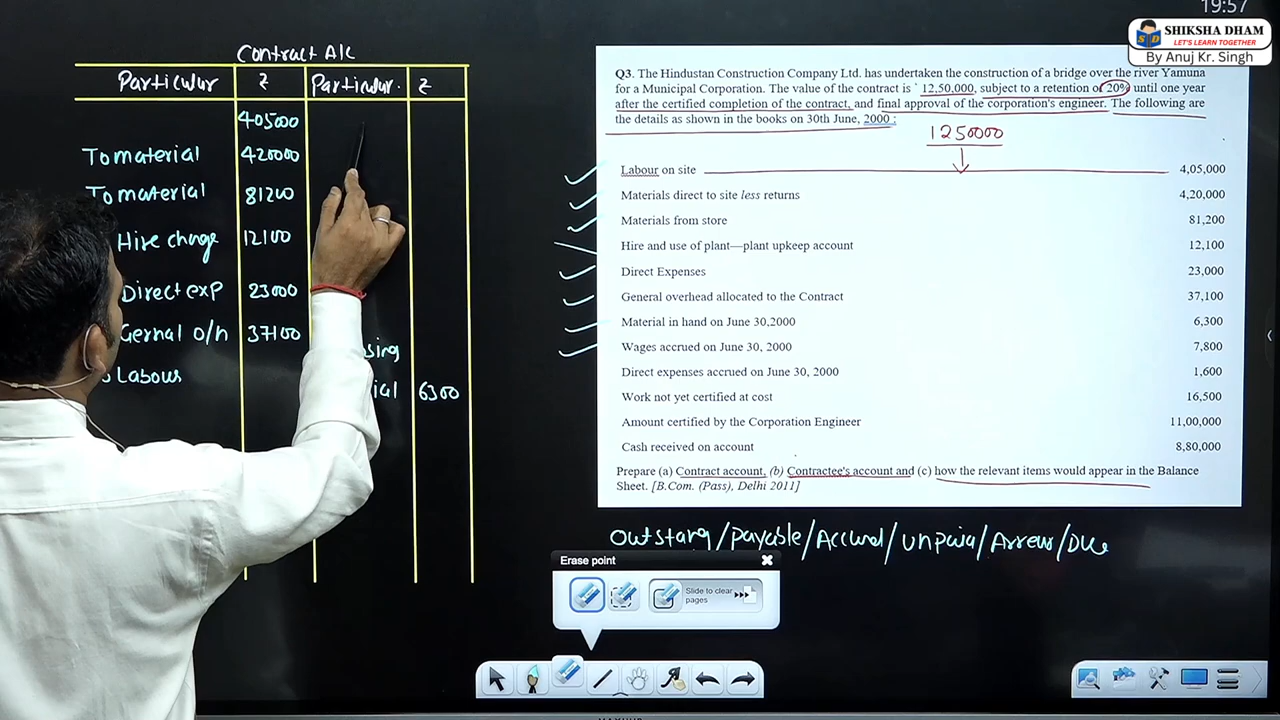 19:57
SHIKSHA DHAM
LET'S LEARN TOGETHER
By Anuj Kr. Singh
Contract A/c
Particular ₹ Particular ₹
405000
To material 420000
To material 81200
Hire charge 12100
Direct exp 23000
Gernal o/h 37100
Labour
6300
Q3. The Hindustan Construction Company Ltd. has undertaken the construction of a bridge over the river Yamuna
for a Municipal Corporation. The value of the contract is ` 12,50,000, subject to a retention of 20% until one year
after the certified completion of the contract, and final approval of the corporation's engineer. The following are
the details as shown in the books on 30th June, 2000 :
1250000
Labour on site 4,05,000
Materials direct to site less returns 4,20,000
Materials from store 81,200
Hire and use of plant—plant upkeep account 12,100
Direct Expenses 23,000
General overhead allocated to the Contract 37,100
Material in hand on June 30,2000 6,300
Wages accrued on June 30, 2000 7,800
Direct expenses accrued on June 30, 2000 1,600
Work not yet certified at cost 16,500
Amount certified by the Corporation Engineer 11,00,000
Cash received on account 8,80,000
Prepare (a) Contract account, (b) Contractee's account and (c) how the relevant items would appear in the Balance
Sheet. [B.Com. (Pass), Delhi 2011]
Outstang/payable/Accured/unpaid/Arrear/Due
Erase point
Slide to clear
pages